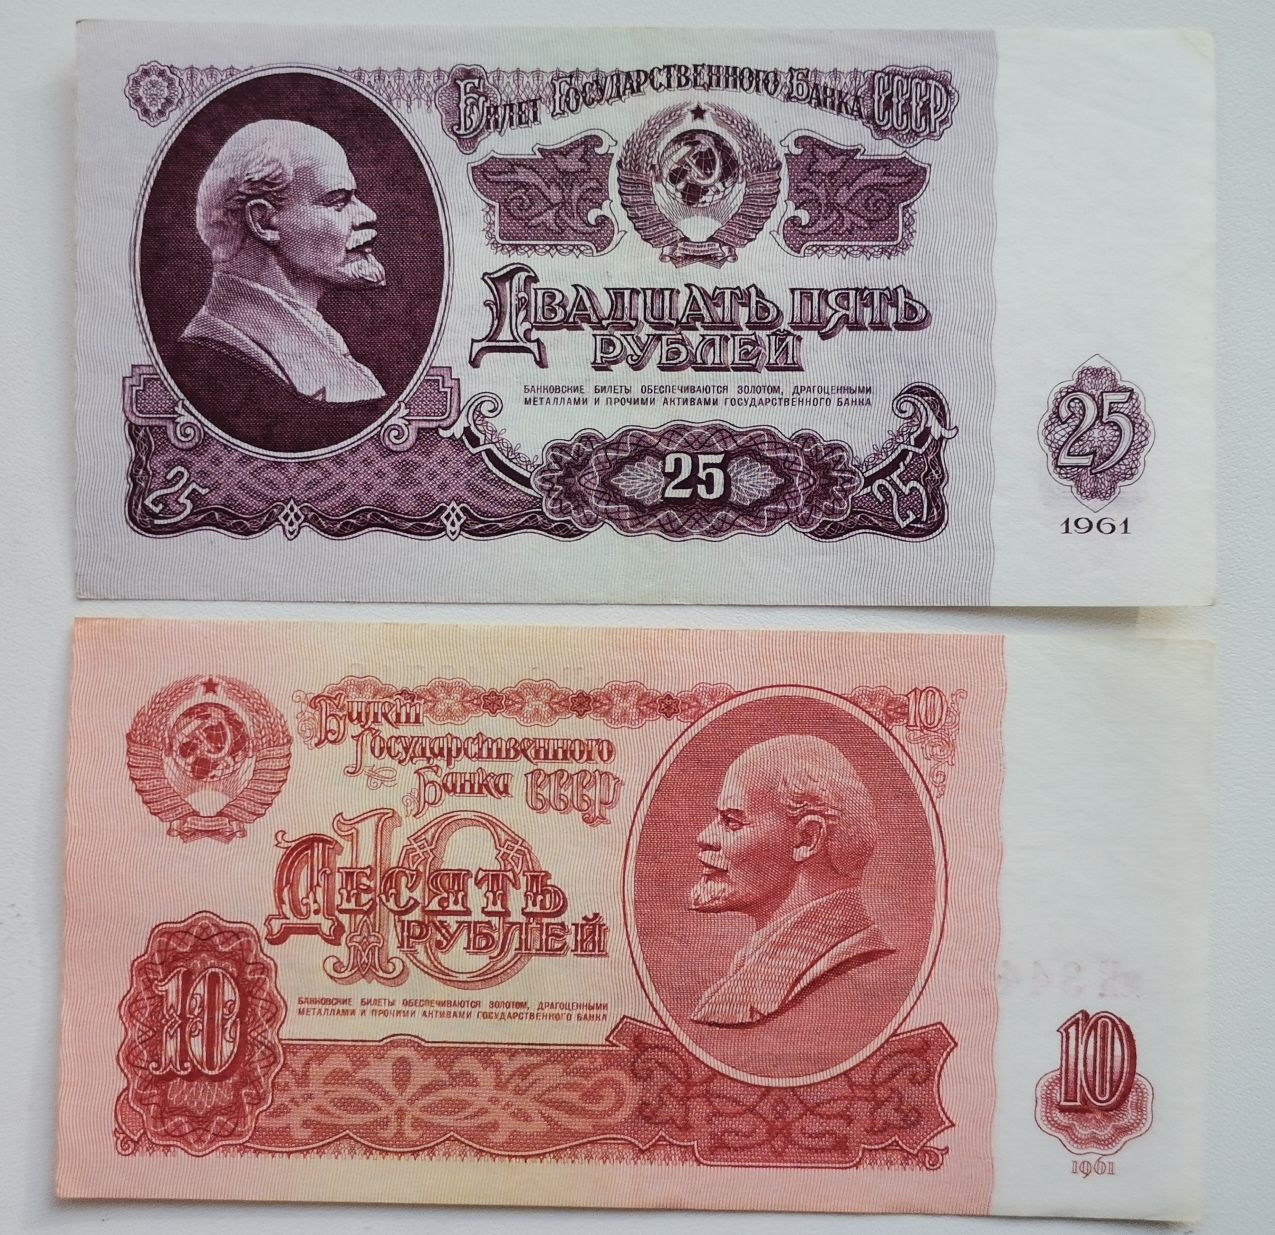 Билет Государственного Банка СССР
Двадцать пять
рублей
БАНКОВСКИЕ БИЛЕТЫ ОБЕСПЕЧИВАЮТСЯ ЗОЛОТОМ, ДРАГОЦЕННЫМИ
МЕТАЛЛАМИ И ПРОЧИМИ АКТИВАМИ ГОСУДАРСТВЕННОГО БАНКА
25
25
25
25
1961
10
Билет
Государственного
Банка СССР
10
Десять
рублей
БАНКОВСКИЕ БИЛЕТЫ ОБЕСПЕЧИВАЮТСЯ ЗОЛОТОМ, ДРАГОЦЕННЫМИ
МЕТАЛЛАМИ И ПРОЧИМИ АКТИВАМИ ГОСУДАРСТВЕННОГО БАНКА
10
10
1961